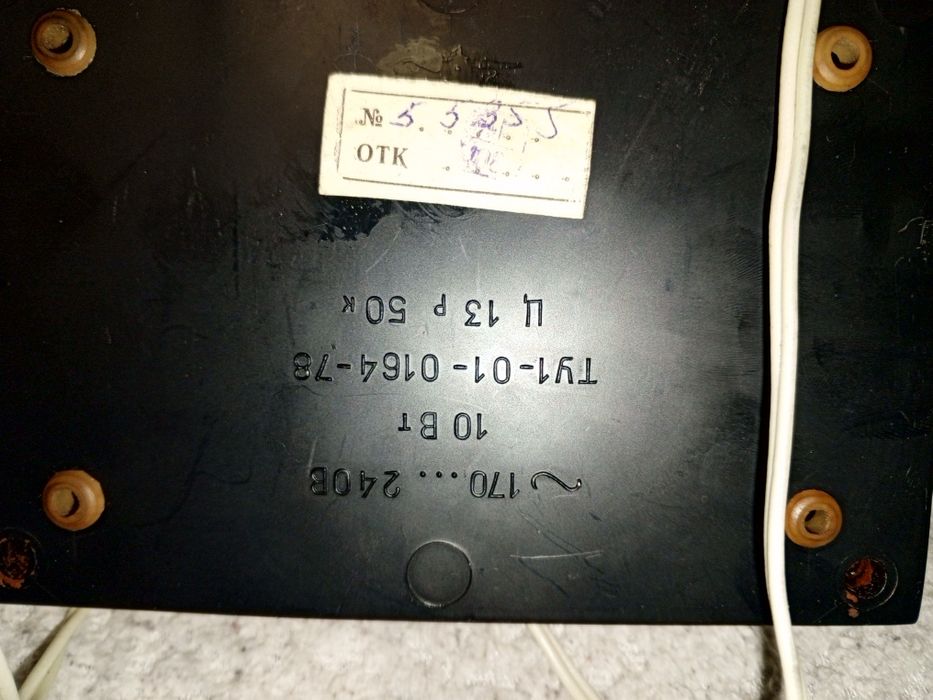 № 5.5
ОТК
~170...240В
10 Вт
ТУ1-01-0164-78
Ц 13 р 50к